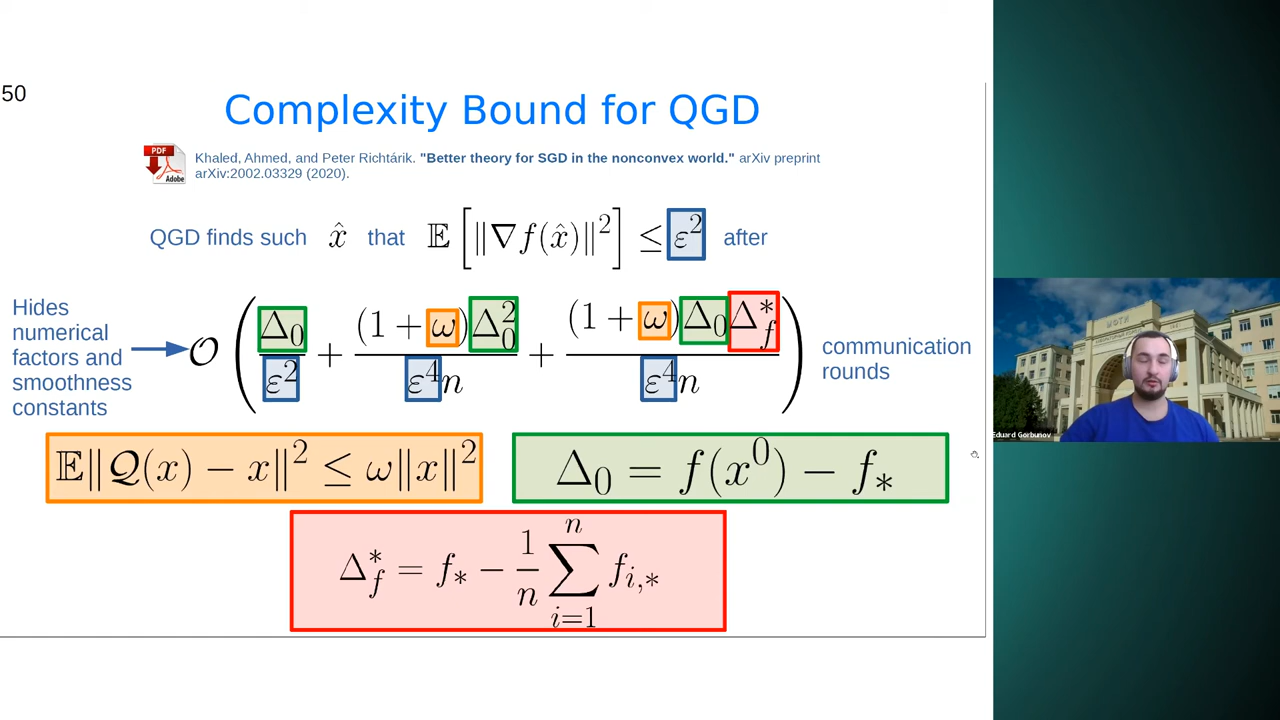 50
Complexity Bound for QGD
PDF
Adobe
Khaled, Ahmed, and Peter Richtárik. "Better theory for SGD in the nonconvex world." arXiv preprint
arXiv:2002.03329 (2020).
QGD finds such x̂ that 𝔼[‖∇f(x̂)‖²] ≤ ε² after
Hides
numerical
factors and
smoothness
constants
𝒪(Δ₀/ε² + (1+ω)Δ₀²/(ε⁴n) + (1+ω)Δ₀Δ_f^*/(ε⁴n))
communication
rounds
𝔼‖𝒬(x) − x‖² ≤ ω‖x‖²
Δ₀ = f(x⁰) − f_*
Δ_f^* = f_* − 1/n ∑_{i=1}^{n} f_{i,*}
МФТИ
Eduard Gorbunov